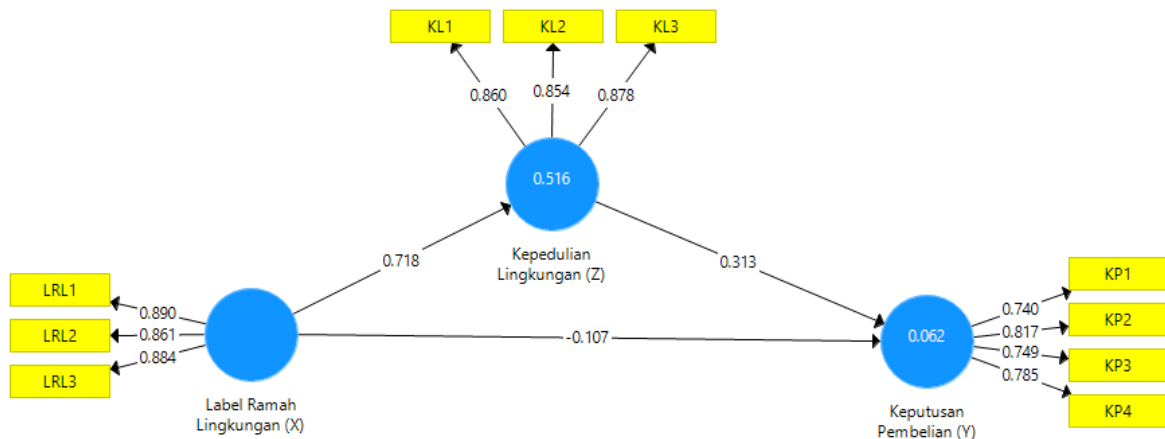 KL1
KL2
KL3
0.860
0.854
0.878
0.516
Kepedulian
Lingkungan (Z)
0.718
0.313
LRL1
LRL2
LRL3
0.890
0.861
0.884
Label Ramah
Lingkungan (X)
-0.107
0.062
Keputusan
Pembelian (Y)
0.740
0.817
0.749
0.785
KP1
KP2
KP3
KP4